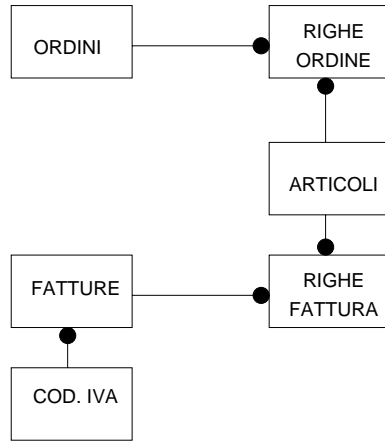 ORDINI
RIGHE
ORDINE
ARTICOLI
FATTURE
RIGHE
FATTURA
COD. IVA